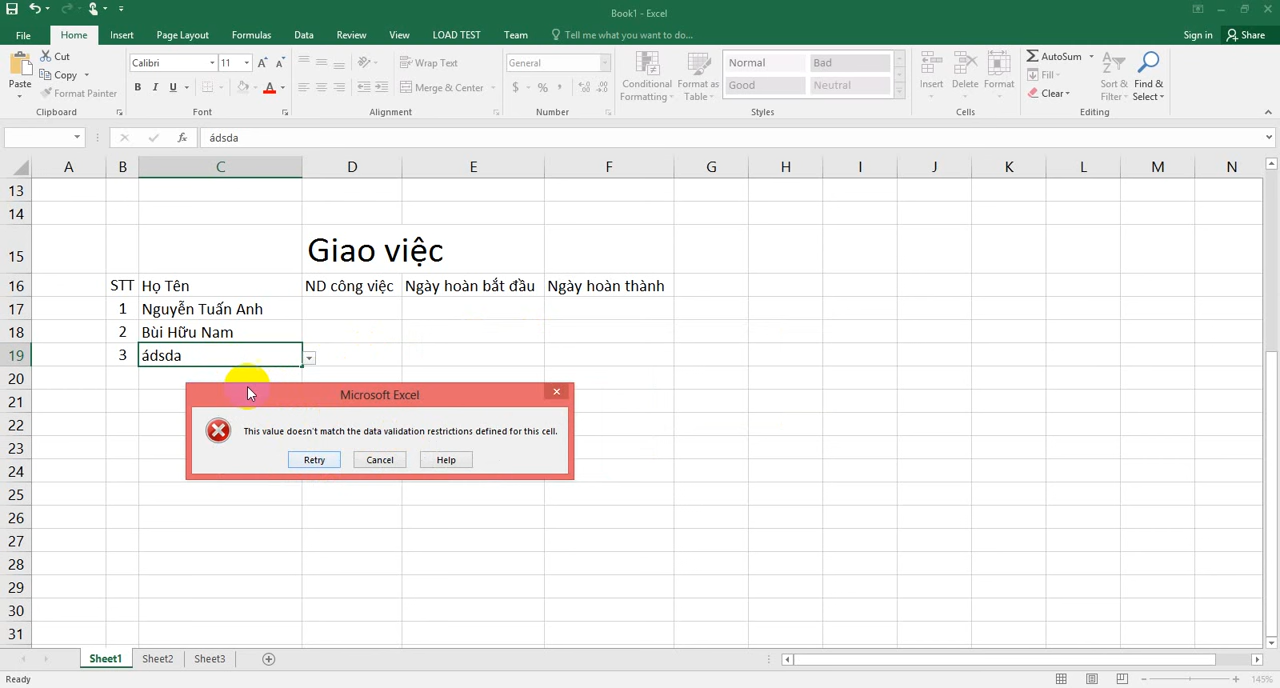 Book1 - Excel
File Home Insert Page Layout Formulas Data Review View LOAD TEST Team Tell me what you want to do... Sign in Share
Paste
Cut
Copy
Format Painter
Clipboard
Calibri 11
B I U
Font
Wrap Text
Merge & Center
Alignment
General
$ % ,
Number
Conditional Formatting
Format as Table
Normal Bad
Good Neutral
Styles
Insert Delete Format
Cells
AutoSum
Fill
Clear
Sort & Filter
Find & Select
Editing
fx ádsda
A B C D E F G H I J K L M N
13
14
15 Giao việc
16 STT Họ Tên ND công việc Ngày hoàn bắt đầu Ngày hoàn thành
17 1 Nguyễn Tuấn Anh
18 2 Bùi Hữu Nam
19 3 ádsda
20
21
22
23
24
25
26
27
28
29
30
31
Microsoft Excel
This value doesn't match the data validation restrictions defined for this cell.
Retry Cancel Help
Sheet1 Sheet2 Sheet3
Ready 145%